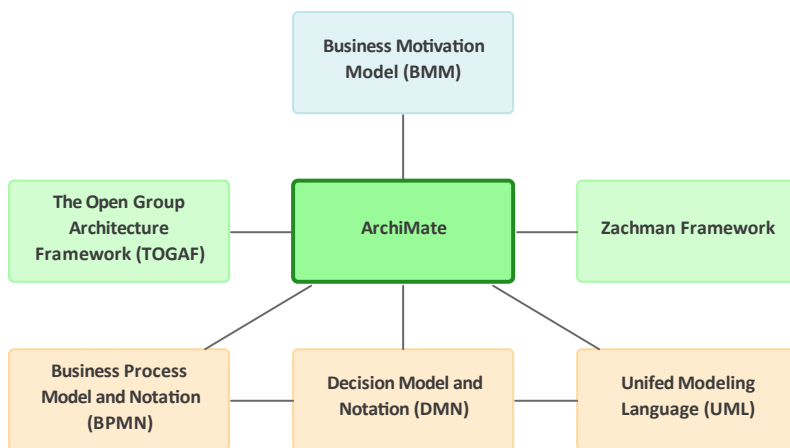 Business Motivation
Model (BMM)
The Open Group
Architecture
Framework (TOGAF)
ArchiMate
Zachman Framework
Business Process
Model and Notation
(BPMN)
Decision Model and
Notation (DMN)
Unifed Modeling
Language (UML)